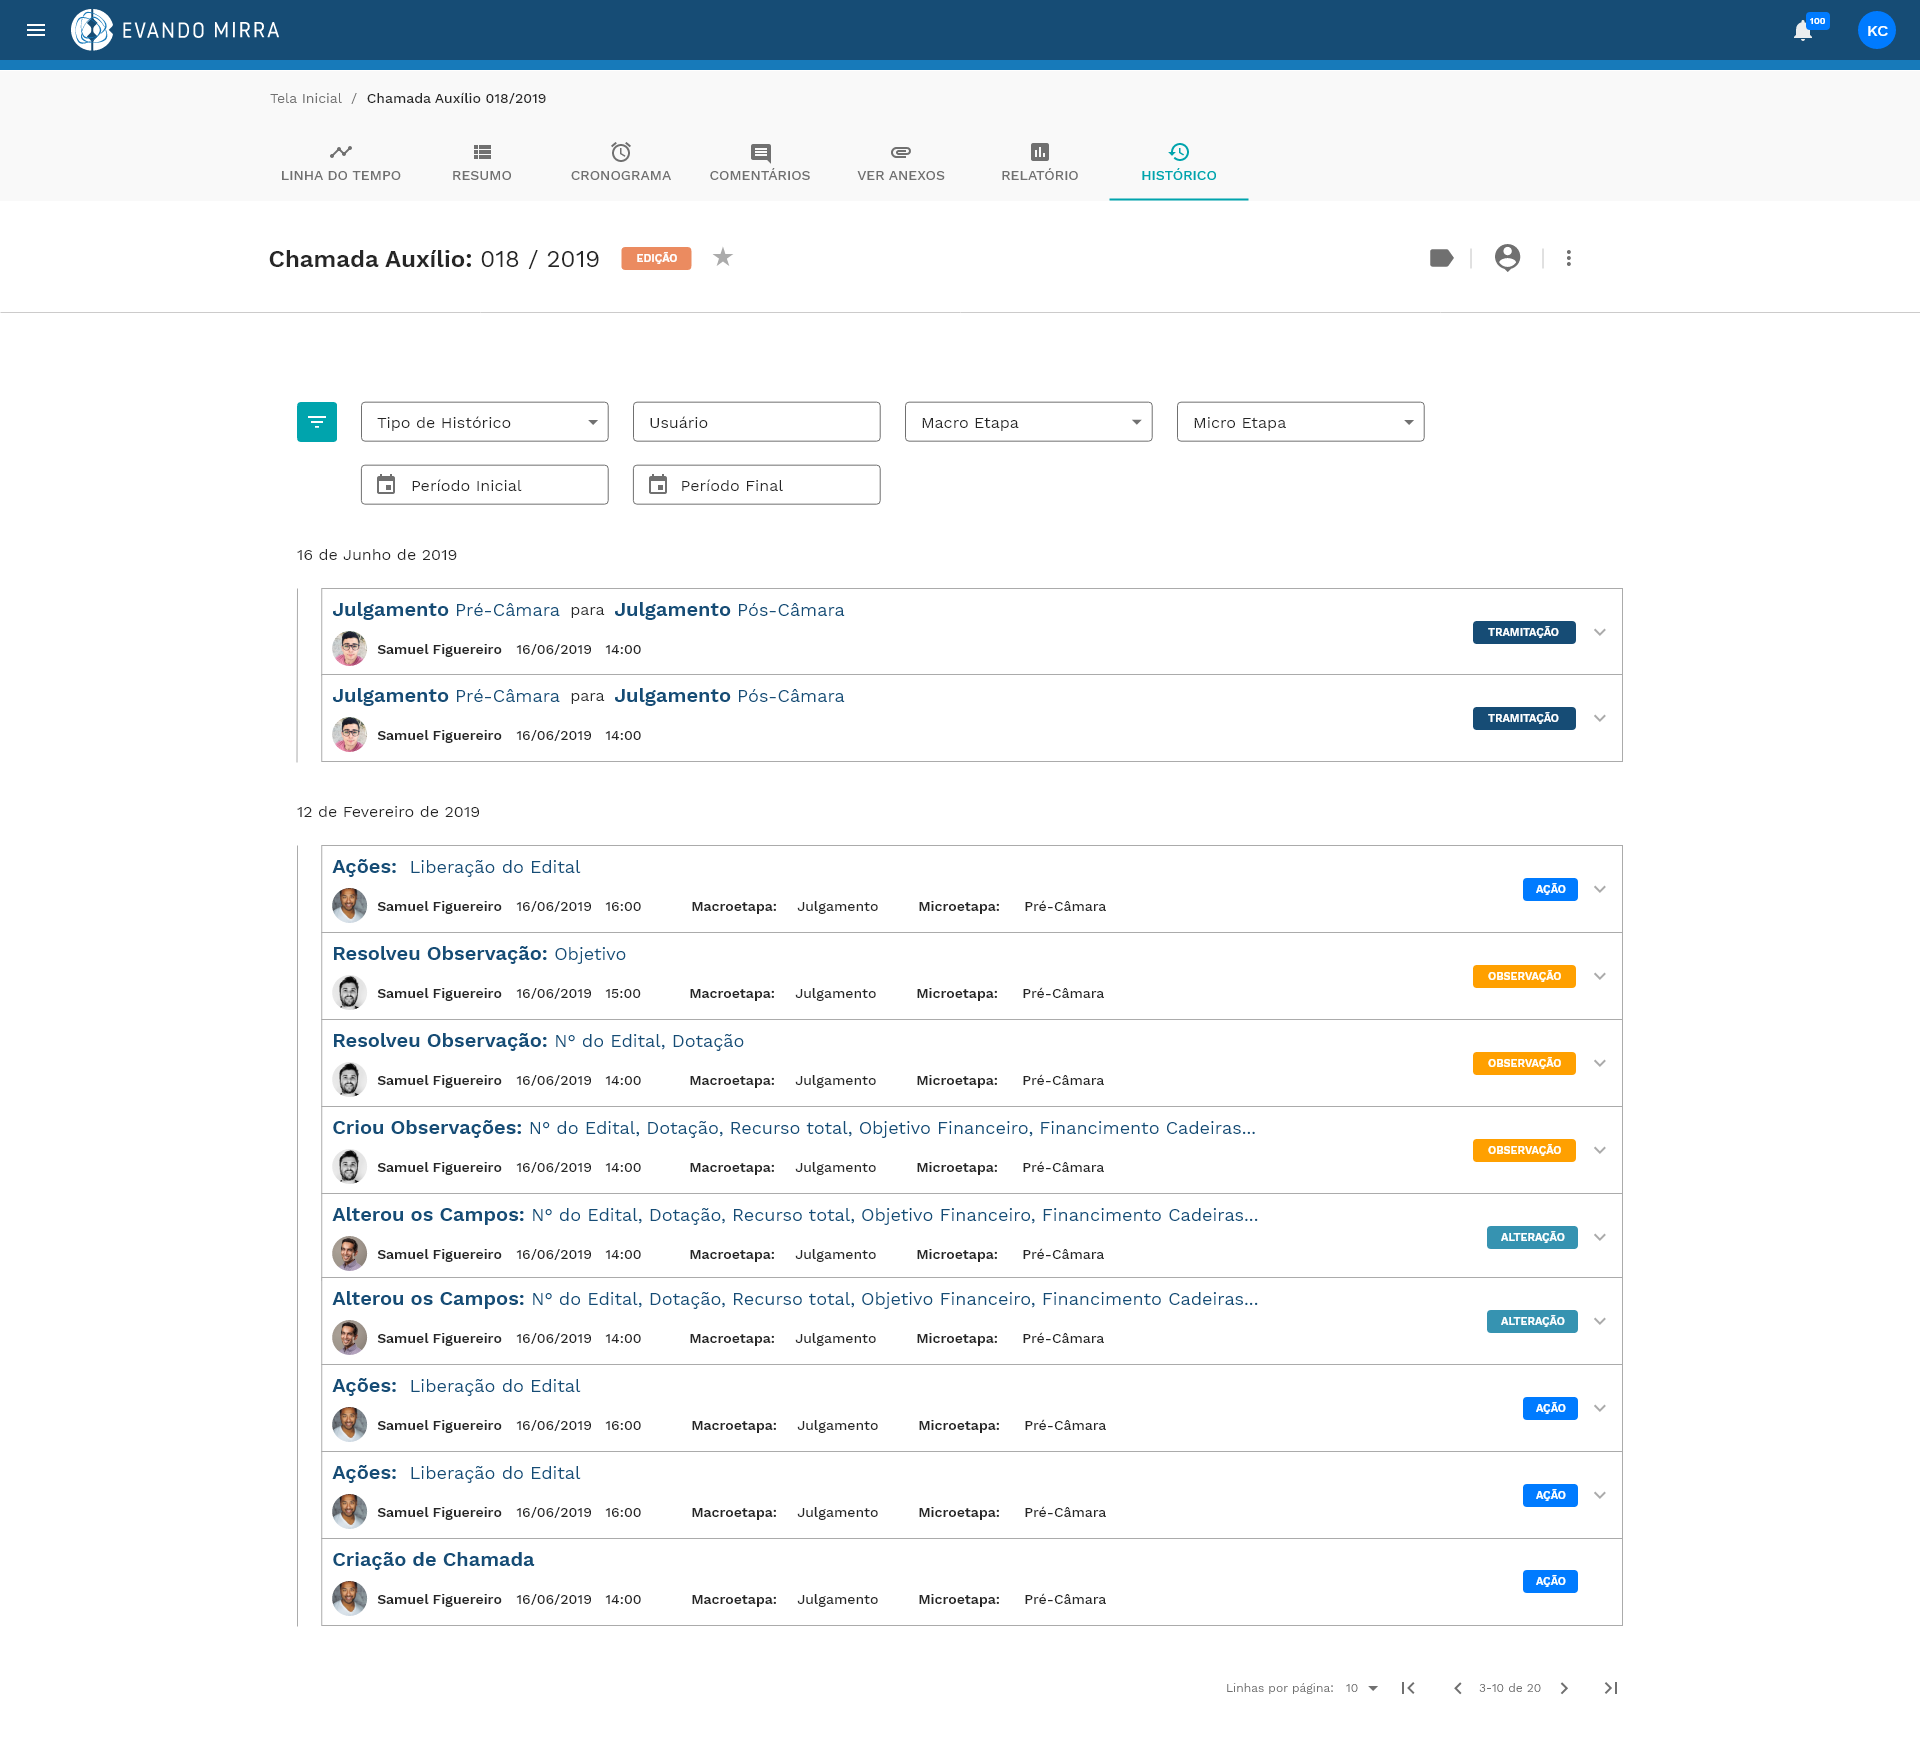 EVANDO MIRRA
100
KC
Tela Inicial / Chamada Auxílio 018/2019
LINHA DO TEMPO
RESUMO
CRONOGRAMA
COMENTÁRIOS
VER ANEXOS
RELATÓRIO
HISTÓRICO
Chamada Auxílio: 018 / 2019
EDIÇÃO
Tipo de Histórico
Usuário
Macro Etapa
Micro Etapa
Período Inicial
Período Final
16 de Junho de 2019
Julgamento Pré-Câmara para Julgamento Pós-Câmara
TRAMITAÇÃO
Samuel Figuereiro 16/06/2019 14:00
Julgamento Pré-Câmara para Julgamento Pós-Câmara
TRAMITAÇÃO
Samuel Figuereiro 16/06/2019 14:00
12 de Fevereiro de 2019
Ações: Liberação do Edital
AÇÃO
Samuel Figuereiro 16/06/2019 16:00 Macroetapa: Julgamento Microetapa: Pré-Câmara
Resolveu Observação: Objetivo
OBSERVAÇÃO
Samuel Figuereiro 16/06/2019 15:00 Macroetapa: Julgamento Microetapa: Pré-Câmara
Resolveu Observação: N° do Edital, Dotação
OBSERVAÇÃO
Samuel Figuereiro 16/06/2019 14:00 Macroetapa: Julgamento Microetapa: Pré-Câmara
Criou Observações: N° do Edital, Dotação, Recurso total, Objetivo Financeiro, Financimento Cadeiras...
OBSERVAÇÃO
Samuel Figuereiro 16/06/2019 14:00 Macroetapa: Julgamento Microetapa: Pré-Câmara
Alterou os Campos: N° do Edital, Dotação, Recurso total, Objetivo Financeiro, Financimento Cadeiras...
ALTERAÇÃO
Samuel Figuereiro 16/06/2019 14:00 Macroetapa: Julgamento Microetapa: Pré-Câmara
Alterou os Campos: N° do Edital, Dotação, Recurso total, Objetivo Financeiro, Financimento Cadeiras...
ALTERAÇÃO
Samuel Figuereiro 16/06/2019 14:00 Macroetapa: Julgamento Microetapa: Pré-Câmara
Ações: Liberação do Edital
AÇÃO
Samuel Figuereiro 16/06/2019 16:00 Macroetapa: Julgamento Microetapa: Pré-Câmara
Ações: Liberação do Edital
AÇÃO
Samuel Figuereiro 16/06/2019 16:00 Macroetapa: Julgamento Microetapa: Pré-Câmara
Criação de Chamada
AÇÃO
Samuel Figuereiro 16/06/2019 14:00 Macroetapa: Julgamento Microetapa: Pré-Câmara
Linhas por página: 10 3-10 de 20